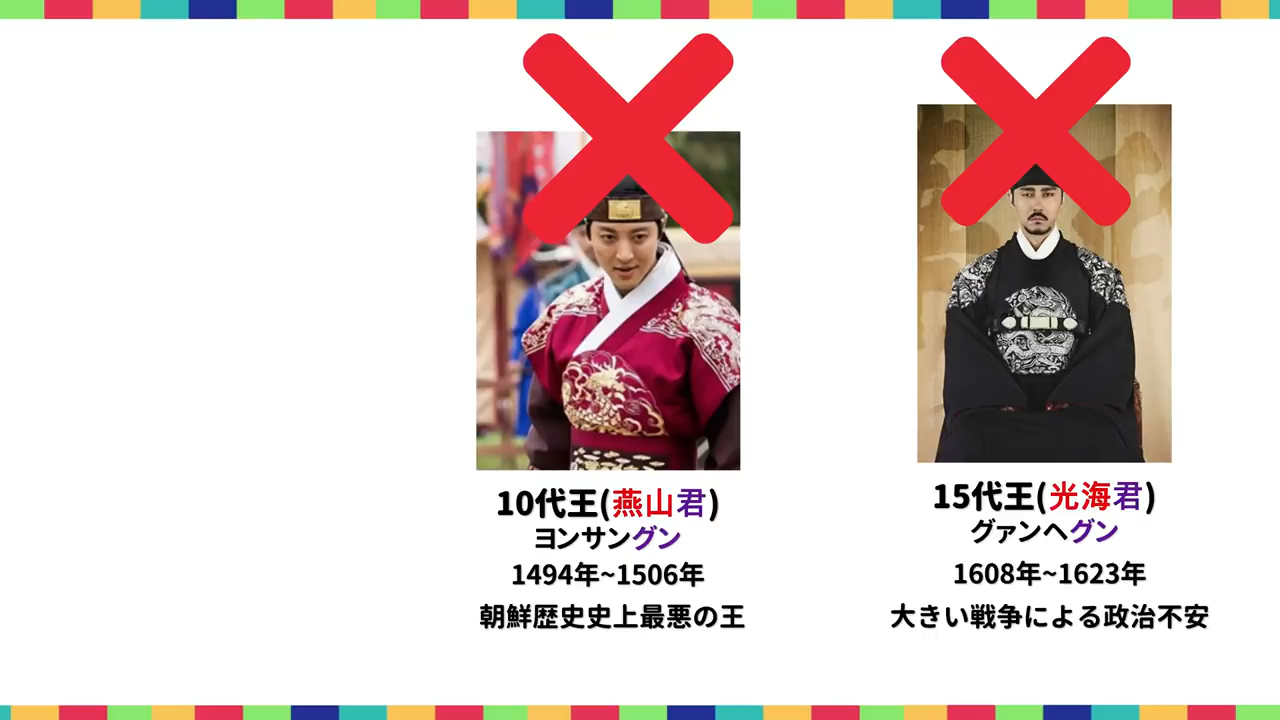 10代王(燕山君)
ヨンサングン
1494年~1506年
朝鮮歴史史上最悪の王
15代王(光海君)
グァンヘグン
1608年~1623年
大きい戦争による政治不安